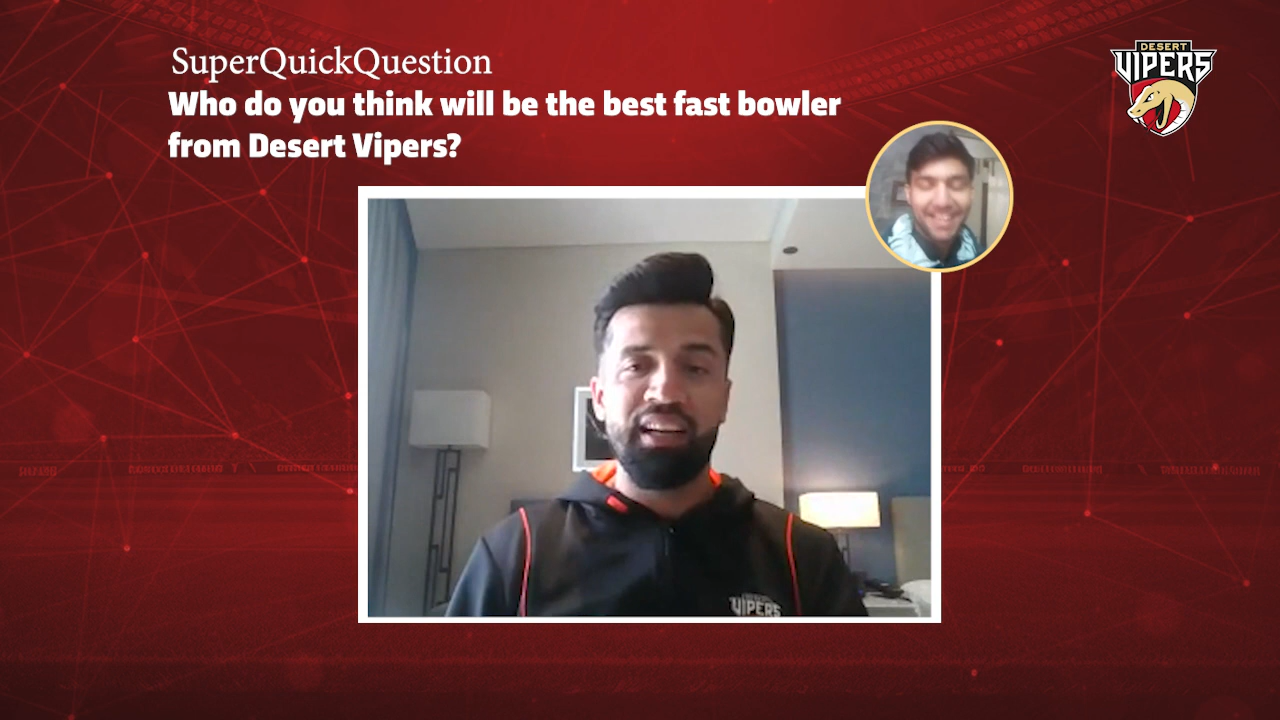 SuperQuickQuestion
Who do you think will be the best fast bowler
from Desert Vipers?
DESERT
VIPERS
VIPERS